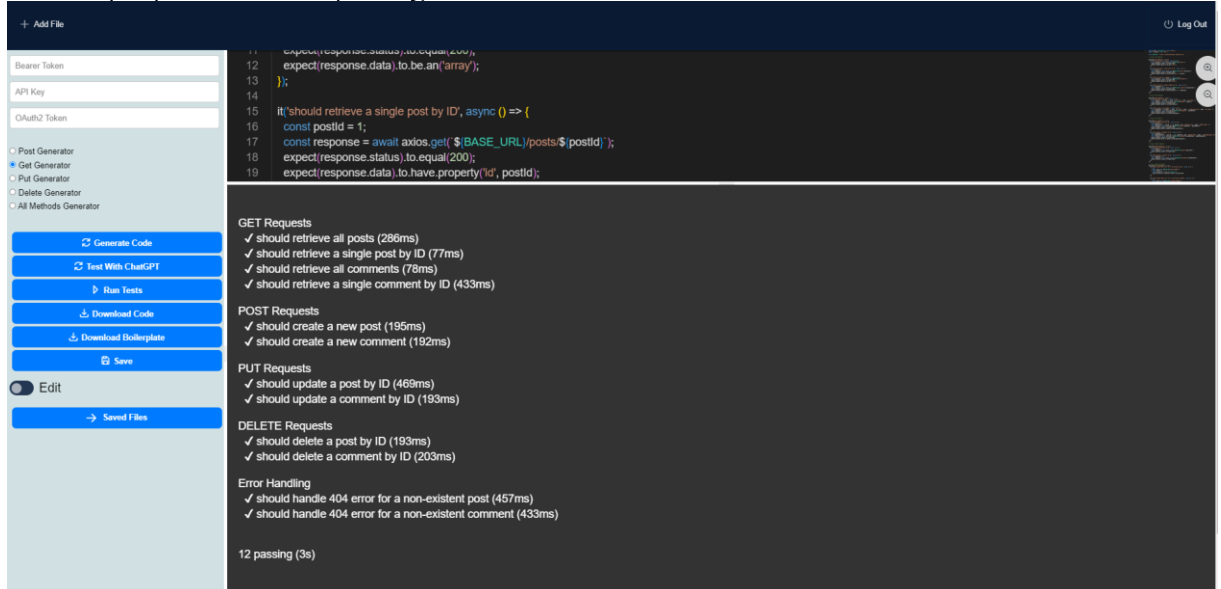 + Add File
Log Out
Bearer Token
API Key
OAuth2 Token
Post Generator
Get Generator
Put Generator
Delete Generator
All Methods Generator
Generate Code
Test With ChatGPT
Run Tests
Download Code
Download Boilerplate
Save
Edit
→ Saved Files
11 expect(response.status).to.equal(200);
12 expect(response.data).to.be.an('array');
13 });
14
15 it('should retrieve a single post by ID', async () => {
16 const postId = 1;
17 const response = await axios.get(`${BASE_URL}/posts/${postId}`);
18 expect(response.status).to.equal(200);
19 expect(response.data).to.have.property('id', postId);
GET Requests
✓ should retrieve all posts (286ms)
✓ should retrieve a single post by ID (77ms)
✓ should retrieve all comments (78ms)
✓ should retrieve a single comment by ID (433ms)
POST Requests
✓ should create a new post (195ms)
✓ should create a new comment (192ms)
PUT Requests
✓ should update a post by ID (469ms)
✓ should update a comment by ID (193ms)
DELETE Requests
✓ should delete a post by ID (193ms)
✓ should delete a comment by ID (203ms)
Error Handling
✓ should handle 404 error for a non-existent post (457ms)
✓ should handle 404 error for a non-existent comment (433ms)
12 passing (3s)